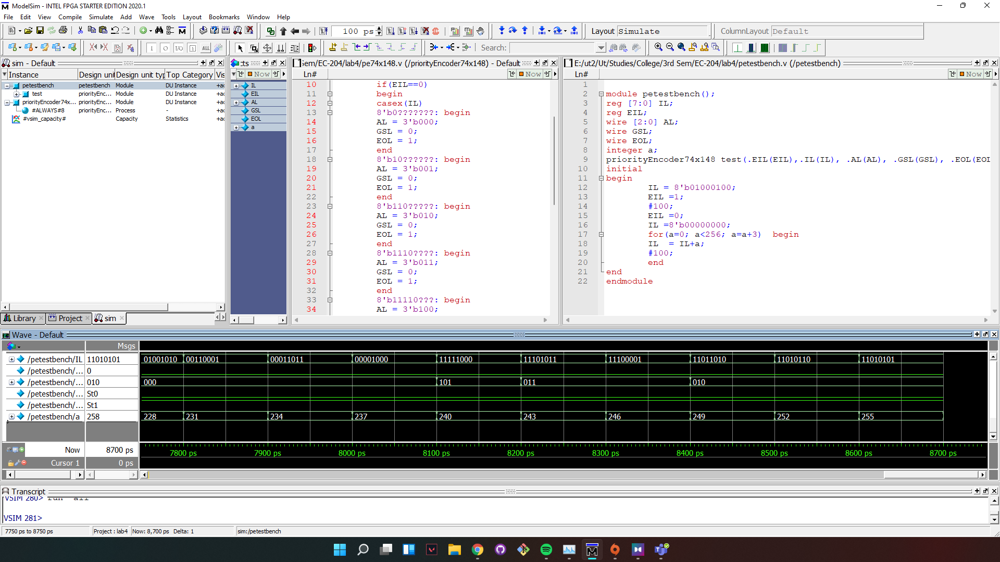 ModelSim - INTEL FPGA STARTER EDITION 2020.1
File Edit View Compile Simulate Add Wave Tools Layout Bookmarks Window Help
100 ps
Layout Simulate
ColumnLayout Default
Search:
sim - Default
Instance Design unit Design unit typ Top Category Vis
petestbench petestbench Module DU Instance +ac
test priorityEnc... Module DU Instance +ac
priorityEncoder74x... priorityEnc... Module DU Instance +ac
#ALWAYS#8 priorityEnc... Process - +ac
#vsim_capacity# Capacity Statistics +ac
Library Project sim
cts
Now
IL
EIL
AL
GSL
EOL
a
Sem/EC-204/lab4/pe74x148.v (/priorityEncoder74x148) - Default
Ln# Now
10 if(EIL==0)
11 begin
12 casex(IL)
13 8'b0???????: begin
14 AL = 3'b000;
15 GSL = 0;
16 EOL = 1;
17 end
18 8'b10??????: begin
19 AL = 3'b001;
20 GSL = 0;
21 EOL = 1;
22 end
23 8'b110?????: begin
24 AL = 3'b010;
25 GSL = 0;
26 EOL = 1;
27 end
28 8'b1110????: begin
29 AL = 3'b011;
30 GSL = 0;
31 EOL = 1;
32 end
33 8'b11110???: begin
34 AL = 3'b100;
E:/ut2/Ut/Studies/College/3rd Sem/EC-204/lab4/petestbench.v (/petestbench)
Ln# Now
1
2 module petestbench();
3 reg [7:0] IL;
4 reg EIL;
5 wire [2:0] AL;
6 wire GSL;
7 wire EOL;
8 integer a;
9 priorityEncoder74x148 test(.EIL(EIL),.IL(IL), .AL(AL), .GSL(GSL), .EOL(EOL
10 initial
11 begin
12 IL = 8'b01000100;
13 EIL =1;
14 #100;
15 EIL =0;
16 IL =8'b00000000;
17 for(a=0; a<256; a=a+3) begin
18 IL = IL+a;
19 #100;
20 end
21 end
22 endmodule
Wave - Default
Msgs
/petestbench/IL 11010101 01001010 00110001 00011011 00001000 11111000 11101011 11100001 11011010 11010110 11010101
/petestbench/... 0
/petestbench/... 010 000 101 011 010
/petestbench/... St0
/petestbench/... St1
/petestbench/a 258 228 231 234 237 240 243 246 249 252 255
Now 8700 ps 7800 ps 7900 ps 8000 ps 8100 ps 8200 ps 8300 ps 8400 ps 8500 ps 8600 ps 8700 ps
Cursor 1 0 ps
Transcript
VSIM 280> run -all
VSIM 281>
7750 ps to 8750 ps Project : lab4 Now: 8,700 ps Delta: 1 sim:/petestbench